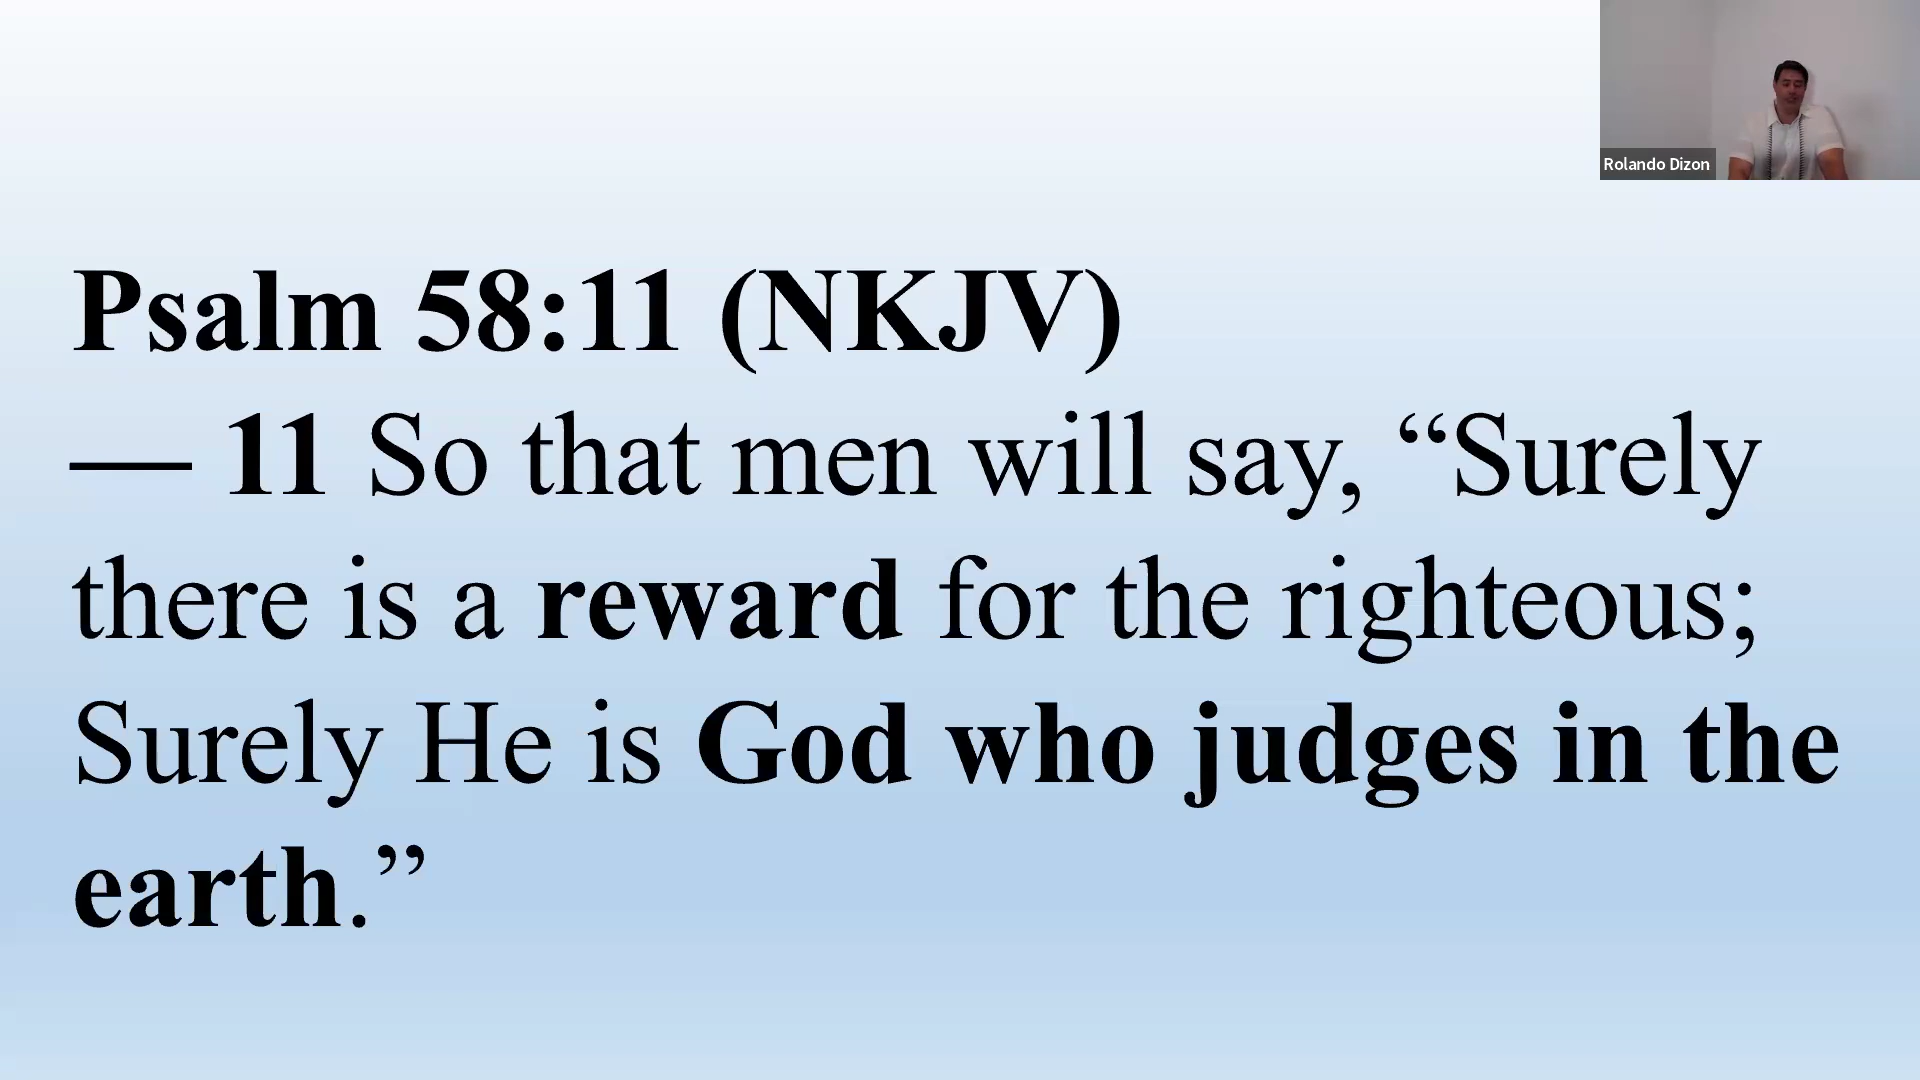 Rolando Dizon
Psalm 58:11 (NKJV)
— 11 So that men will say, “Surely
there is a reward for the righteous;
Surely He is God who judges in the
earth.”